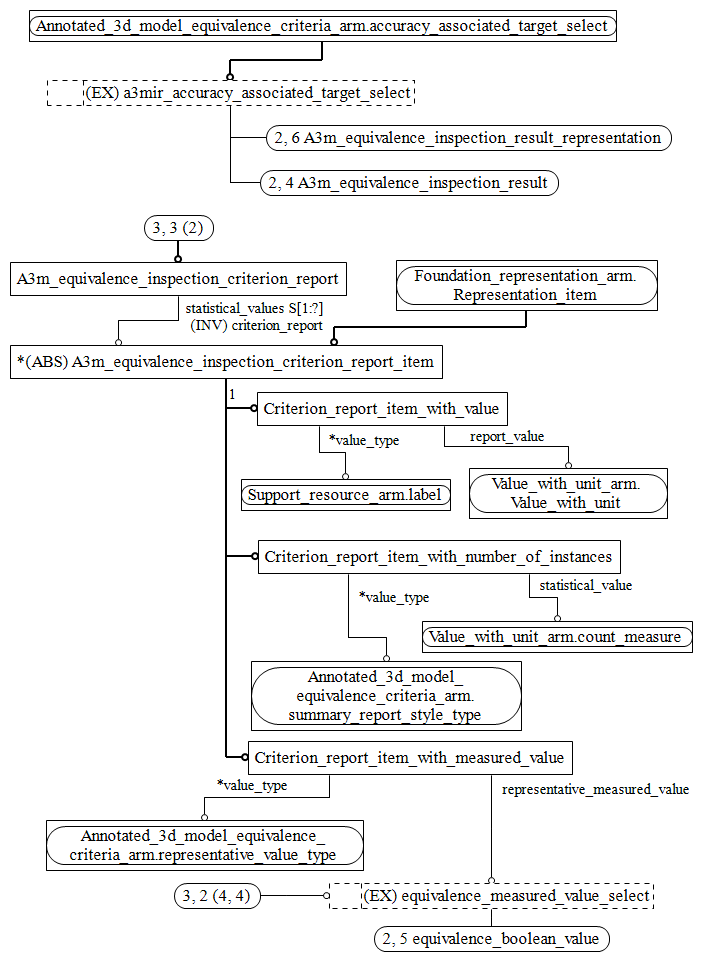 Annotated_3d_model_equivalence_criteria_arm.accuracy_associated_target_select
(EX) a3mir_accuracy_associated_target_select
2, 6 A3m_equivalence_inspection_result_representation
2, 4 A3m_equivalence_inspection_result
3, 3 (2)
A3m_equivalence_inspection_criterion_report
Foundation_representation_arm.
Representation_item
statistical_values S[1:?]
(INV) criterion_report
*(ABS) A3m_equivalence_inspection_criterion_report_item
1
Criterion_report_item_with_value
*value_type
report_value
Support_resource_arm.label
Value_with_unit_arm.
Value_with_unit
Criterion_report_item_with_number_of_instances
*value_type
statistical_value
Value_with_unit_arm.count_measure
Annotated_3d_model_
equivalence_criteria_arm.
summary_report_style_type
Criterion_report_item_with_measured_value
*value_type
representative_measured_value
Annotated_3d_model_equivalence_
criteria_arm.representative_value_type
3, 2 (4, 4)
(EX) equivalence_measured_value_select
2, 5 equivalence_boolean_value